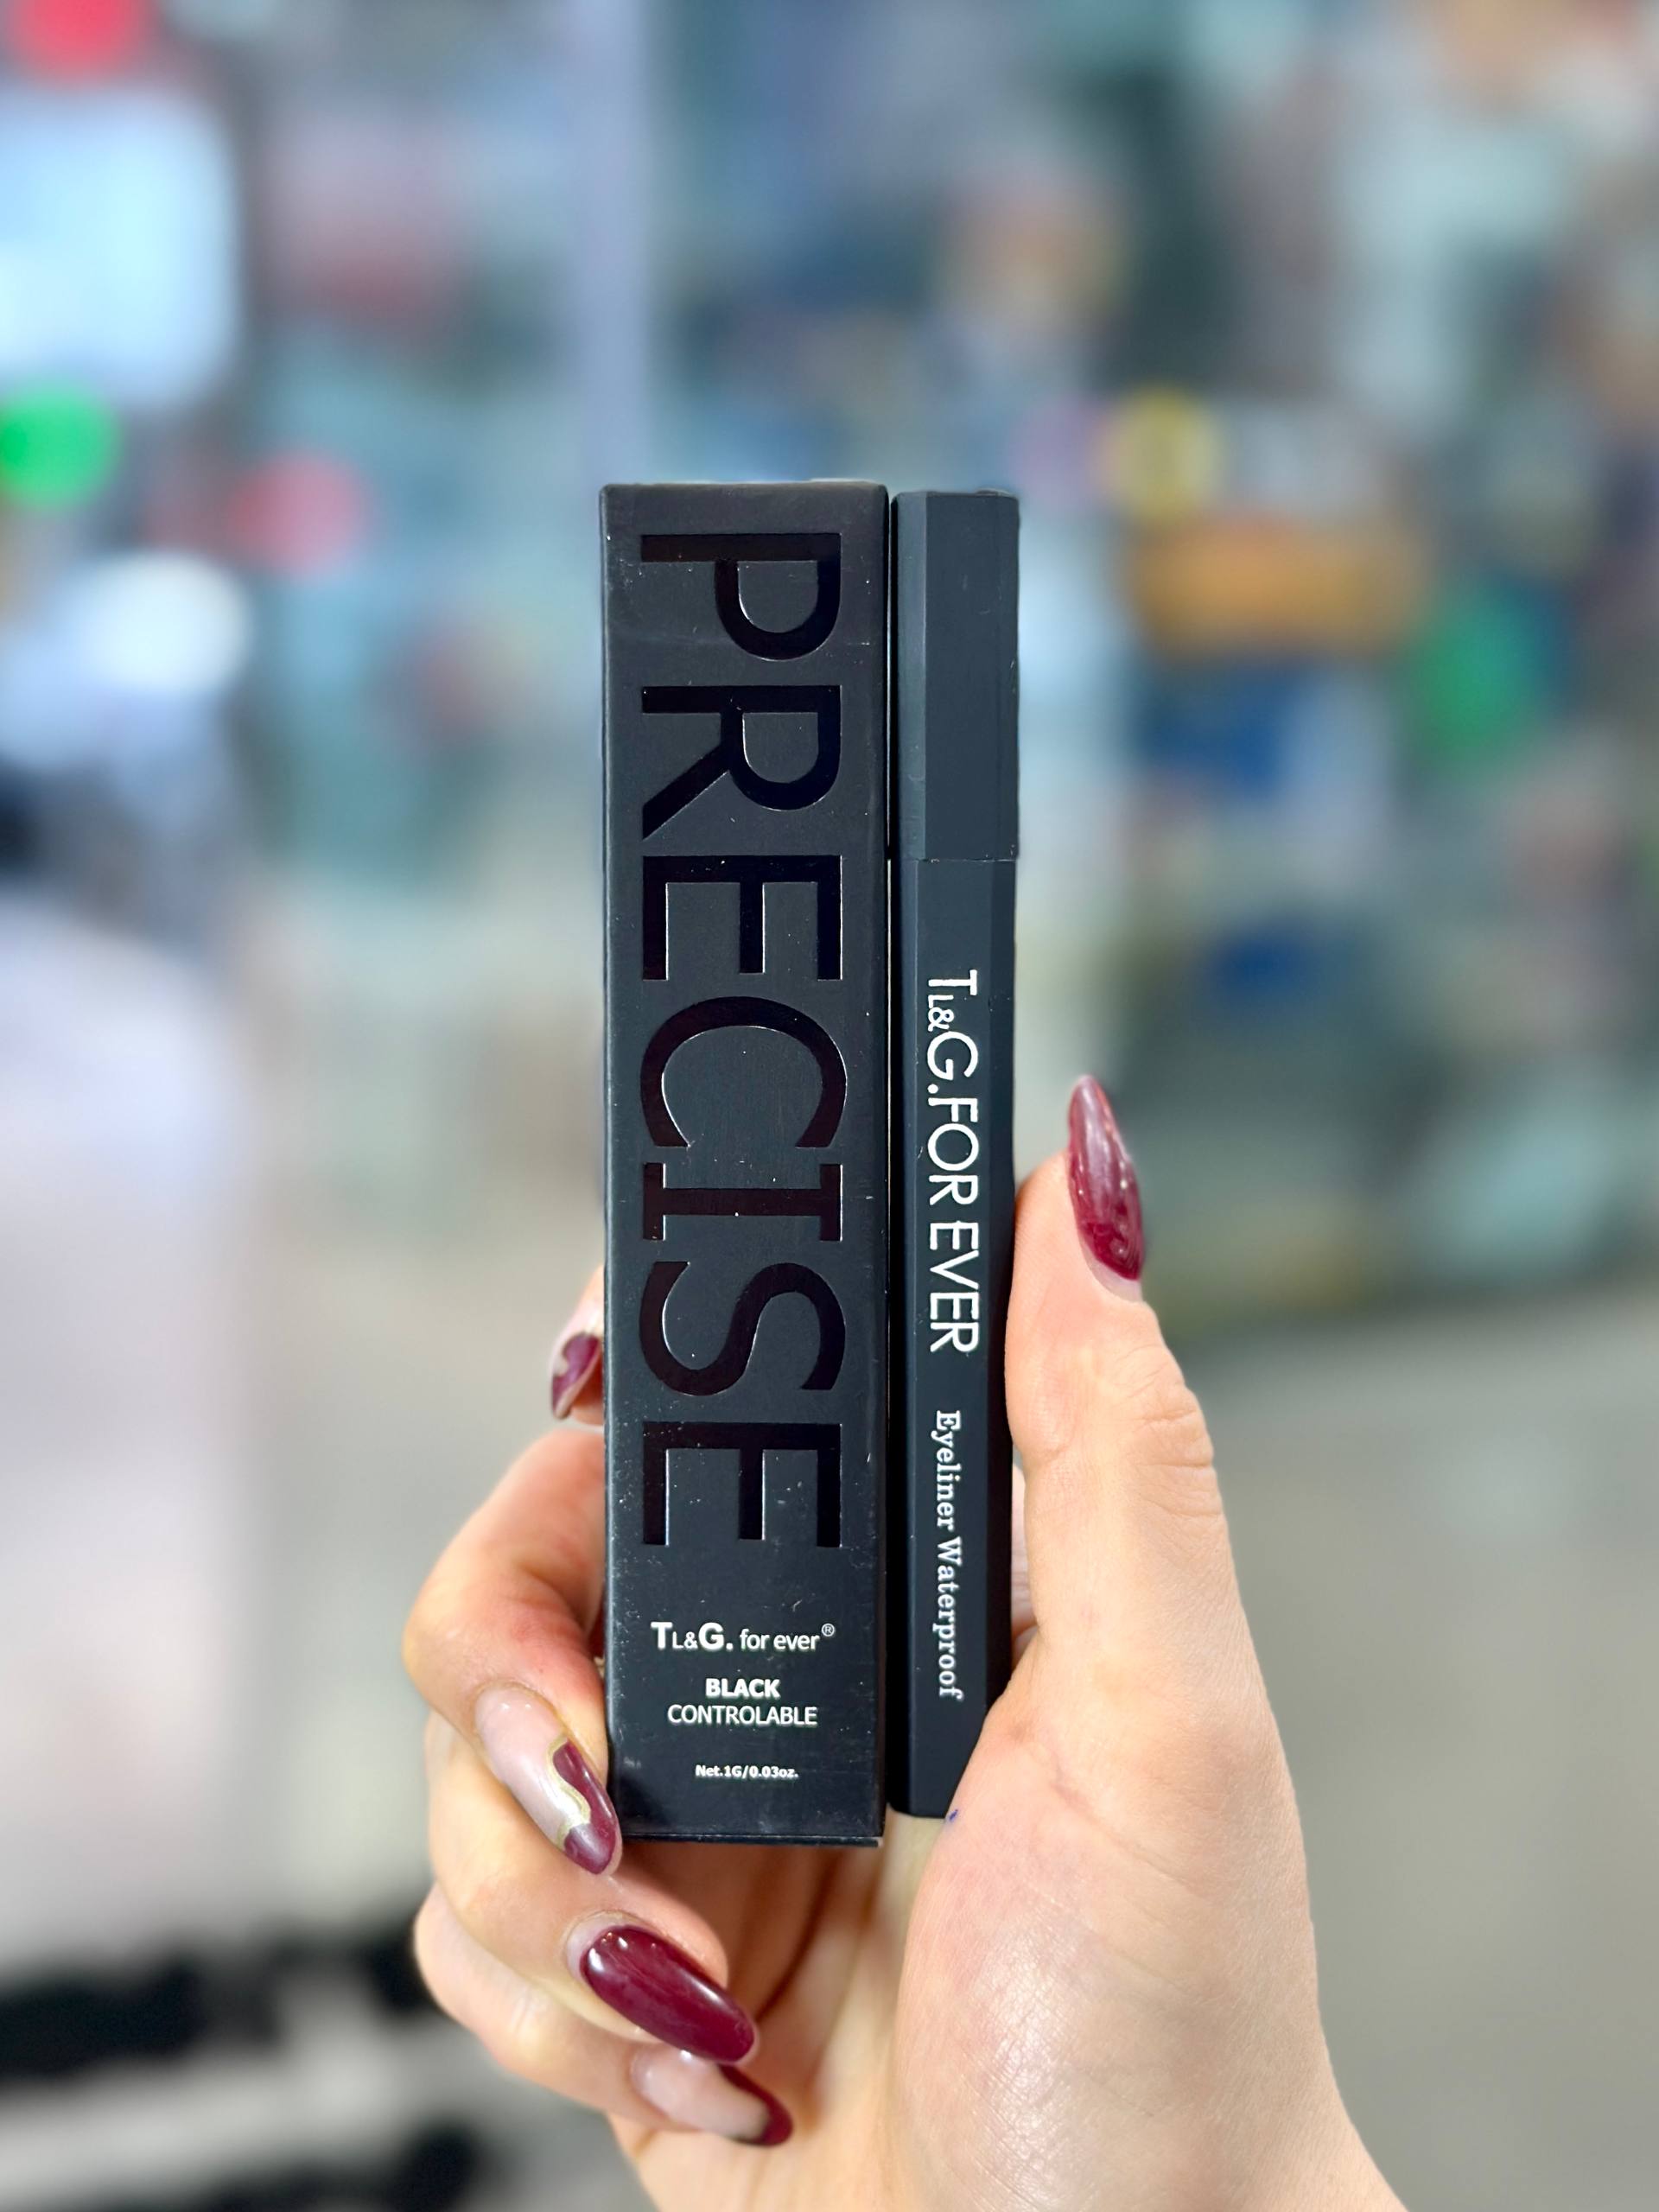 PRECISE
TL&G. for ever®
BLACK
CONTROLABLE
Net.1G/0.03oz.
TL&G.FOR EVER Eyeliner Waterproof